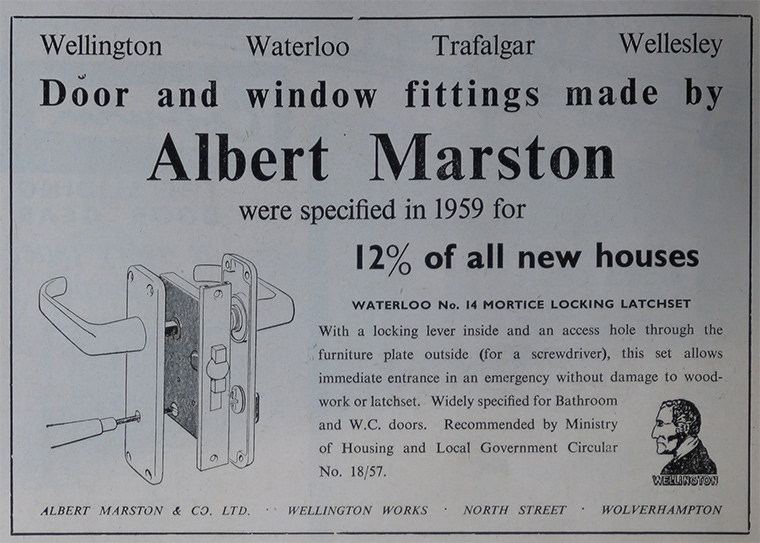 Wellington Waterloo Trafalgar Wellesley
Door and window fittings made by
Albert Marston
were specified in 1959 for
12% of all new houses
WATERLOO No. 14 MORTICE LOCKING LATCHSET
With a locking lever inside and an access hole through the
furniture plate outside (for a screwdriver), this set allows
immediate entrance in an emergency without damage to wood-
work or latchset. Widely specified for Bathroom
and W.C. doors. Recommended by Ministry
of Housing and Local Government Circular
No. 18/57.
WELLINGTON
ALBERT MARSTON & CO. LTD. · WELLINGTON WORKS · NORTH STREET · WOLVERHAMPTON